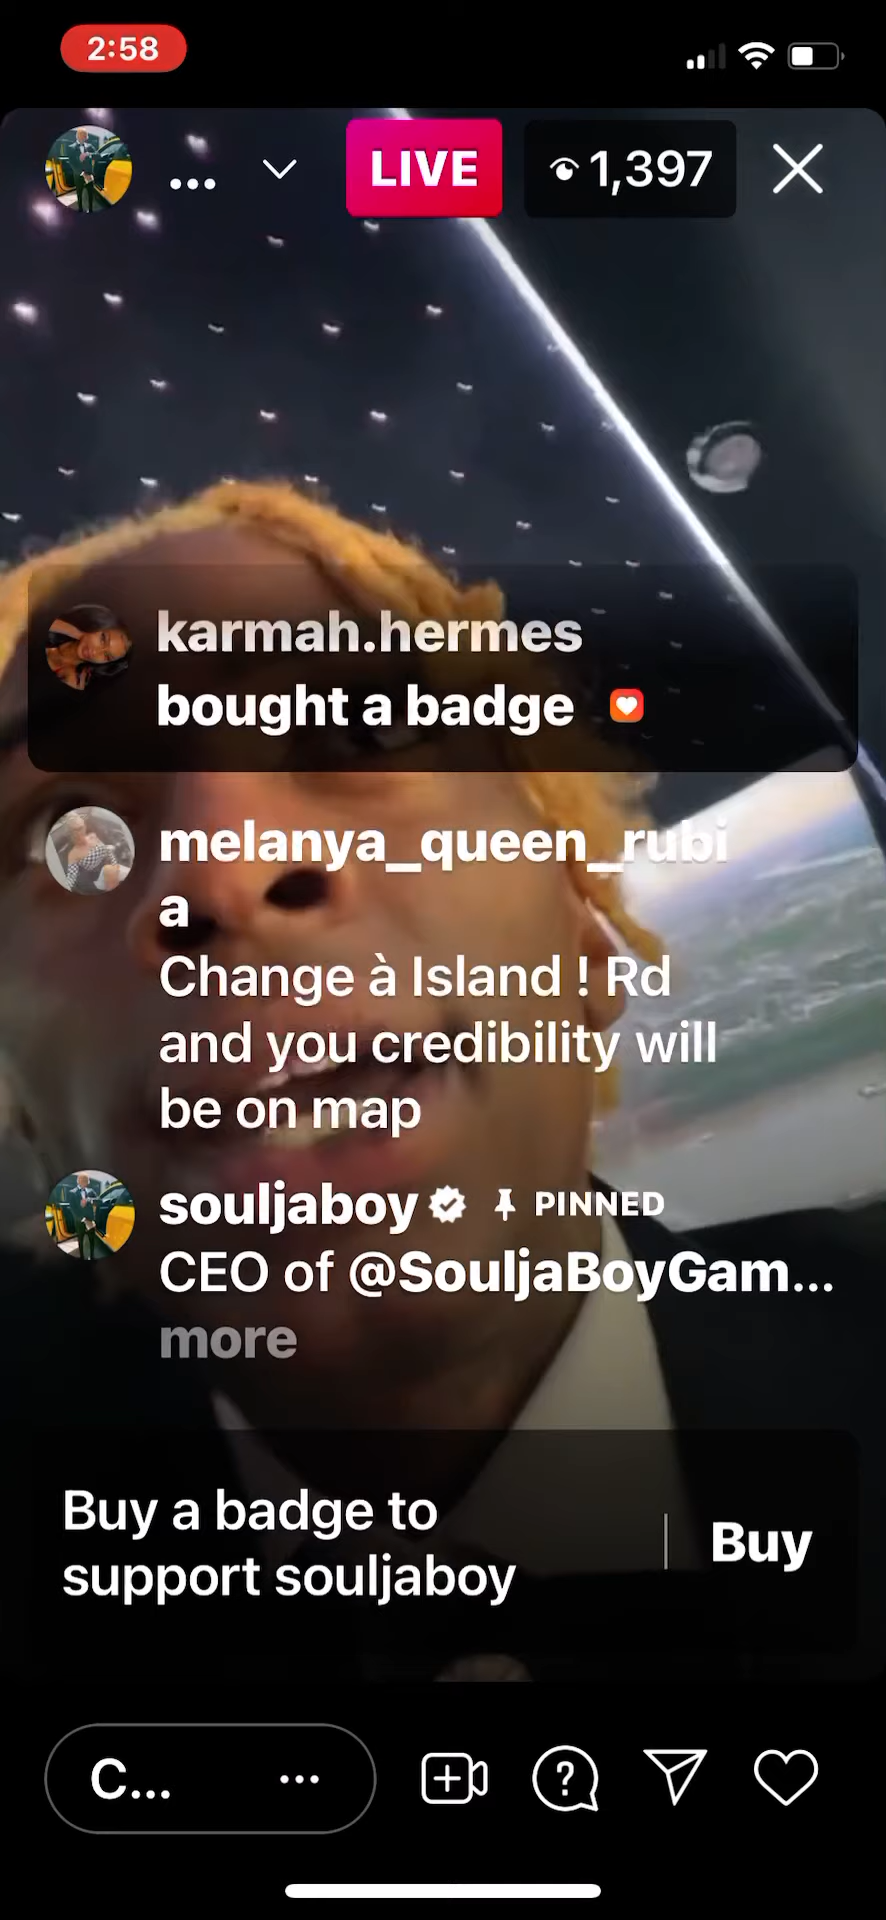 2:58
... LIVE 1,397
karmah.hermes
bought a badge
melanya_queen_rubi
a
Change à Island ! Rd
and you credibility will
be on map
souljaboy PINNED
CEO of @SouljaBoyGam...
more
Buy a badge to
support souljaboy
Buy
C... ...